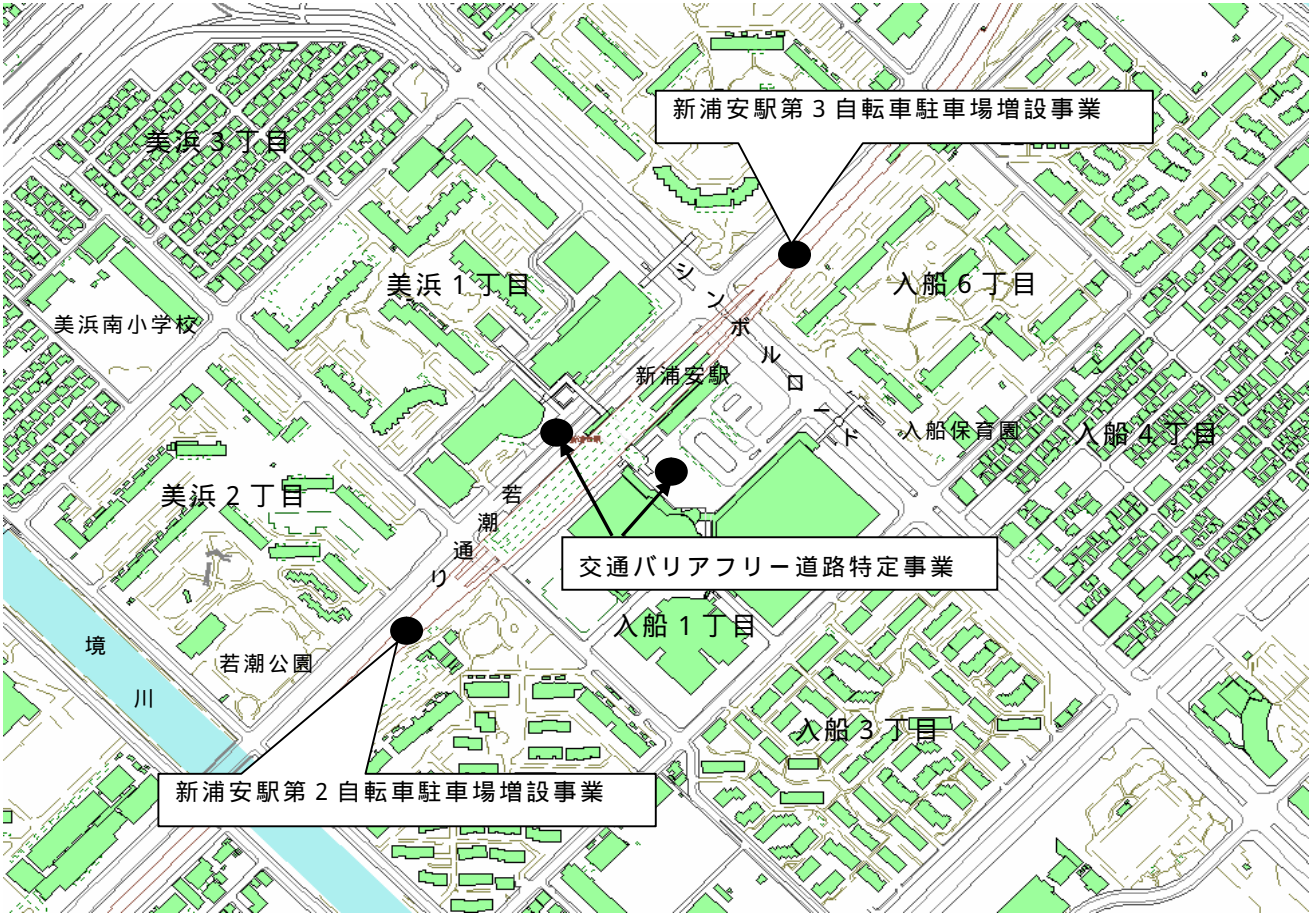 新浦安駅第3自転車駐車場増設事業
美浜3丁目
シンボルロード
美浜1丁目
入船6丁目
美浜南小学校
新浦安駅
入船保育園
入船4丁目
美浜2丁目
若潮通り
交通バリアフリー道路特定事業
入船1丁目
境川
若潮公園
入船3丁目
新浦安駅第2自転車駐車場増設事業